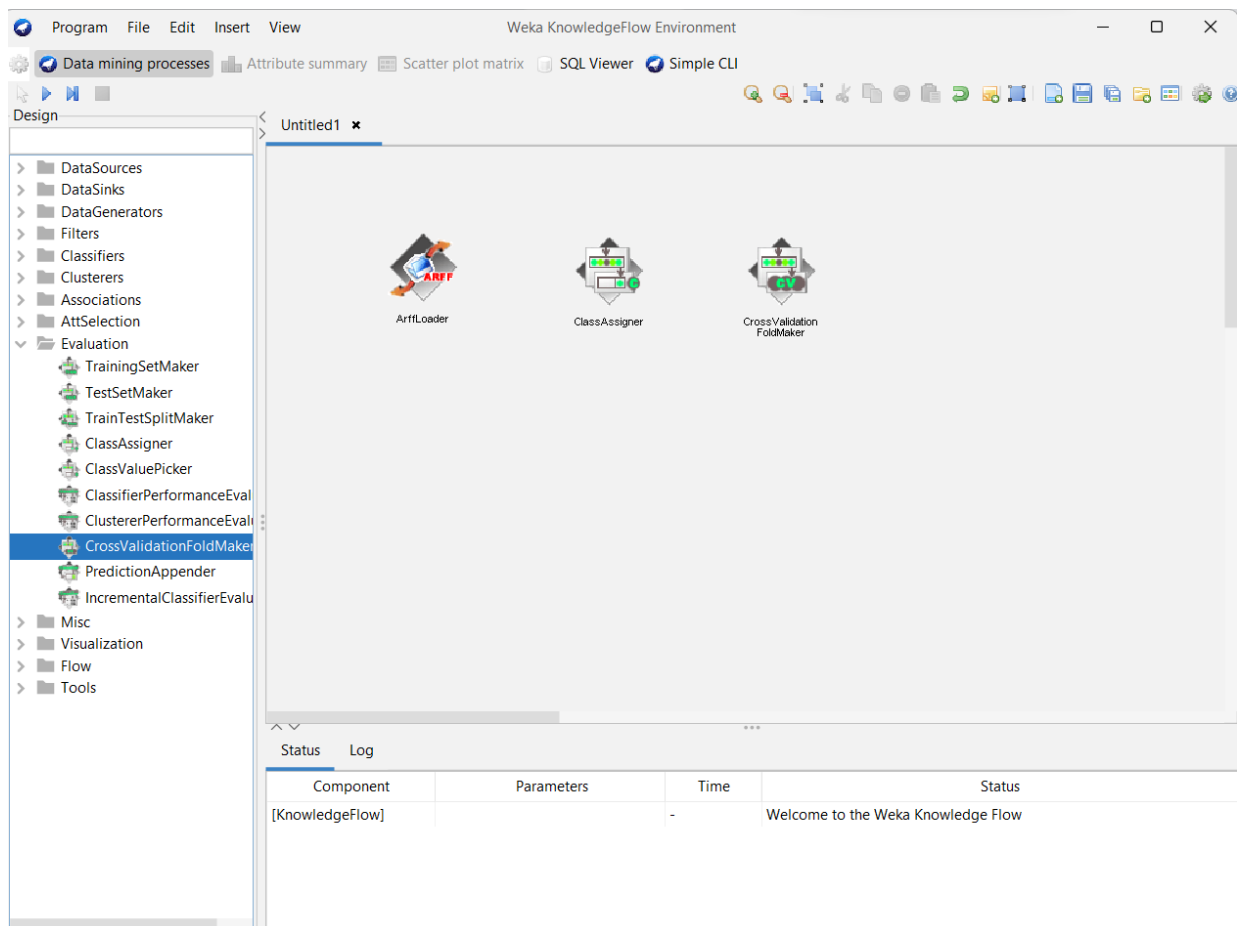 Program File Edit Insert View Weka KnowledgeFlow Environment
Data mining processes Attribute summary Scatter plot matrix SQL Viewer Simple CLI
Design
Untitled1
DataSources
DataSinks
DataGenerators
Filters
Classifiers
Clusterers
Associations
AttSelection
Evaluation
TrainingSetMaker
TestSetMaker
TrainTestSplitMaker
ClassAssigner
ClassValuePicker
ClassifierPerformanceEval
ClustererPerformanceEvalu
CrossValidationFoldMaker
PredictionAppender
IncrementalClassifierEvalu
Misc
Visualization
Flow
Tools
ARFF
C
CV
ArffLoader
ClassAssigner
CrossValidation
FoldMaker
Status Log
Component Parameters Time Status
[KnowledgeFlow] - Welcome to the Weka Knowledge Flow